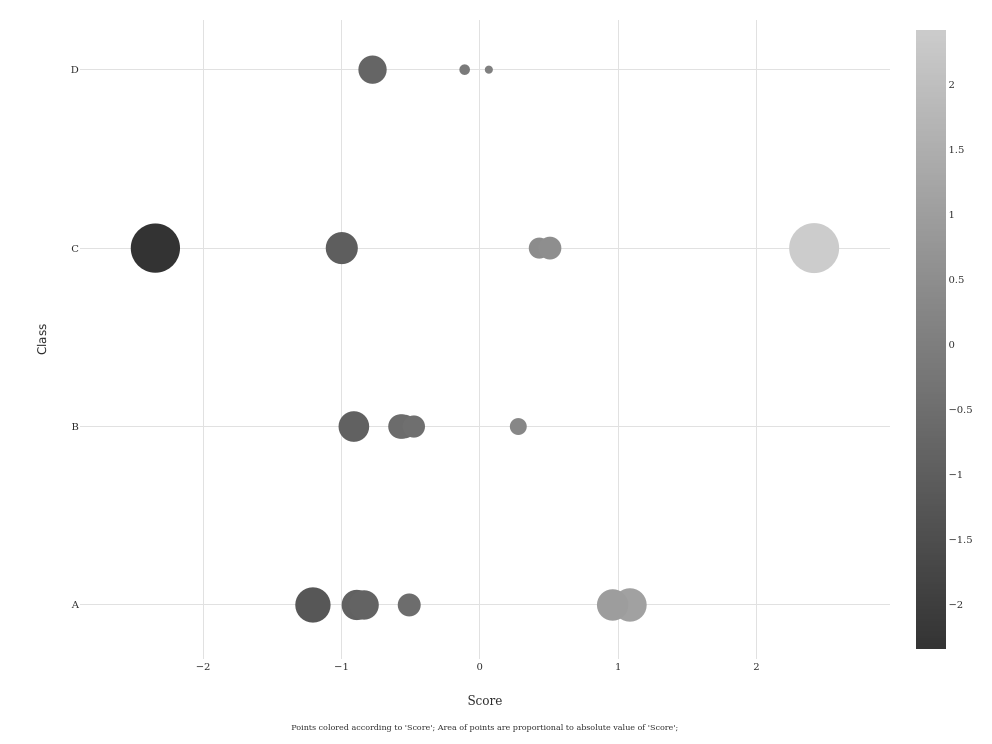 D
C
B
A
Class
−2
−1
0
1
2
Score
2
1.5
1
0.5
0
−0.5
−1
−1.5
−2
Points colored according to 'Score'; Area of points are proportional to absolute value of 'Score';